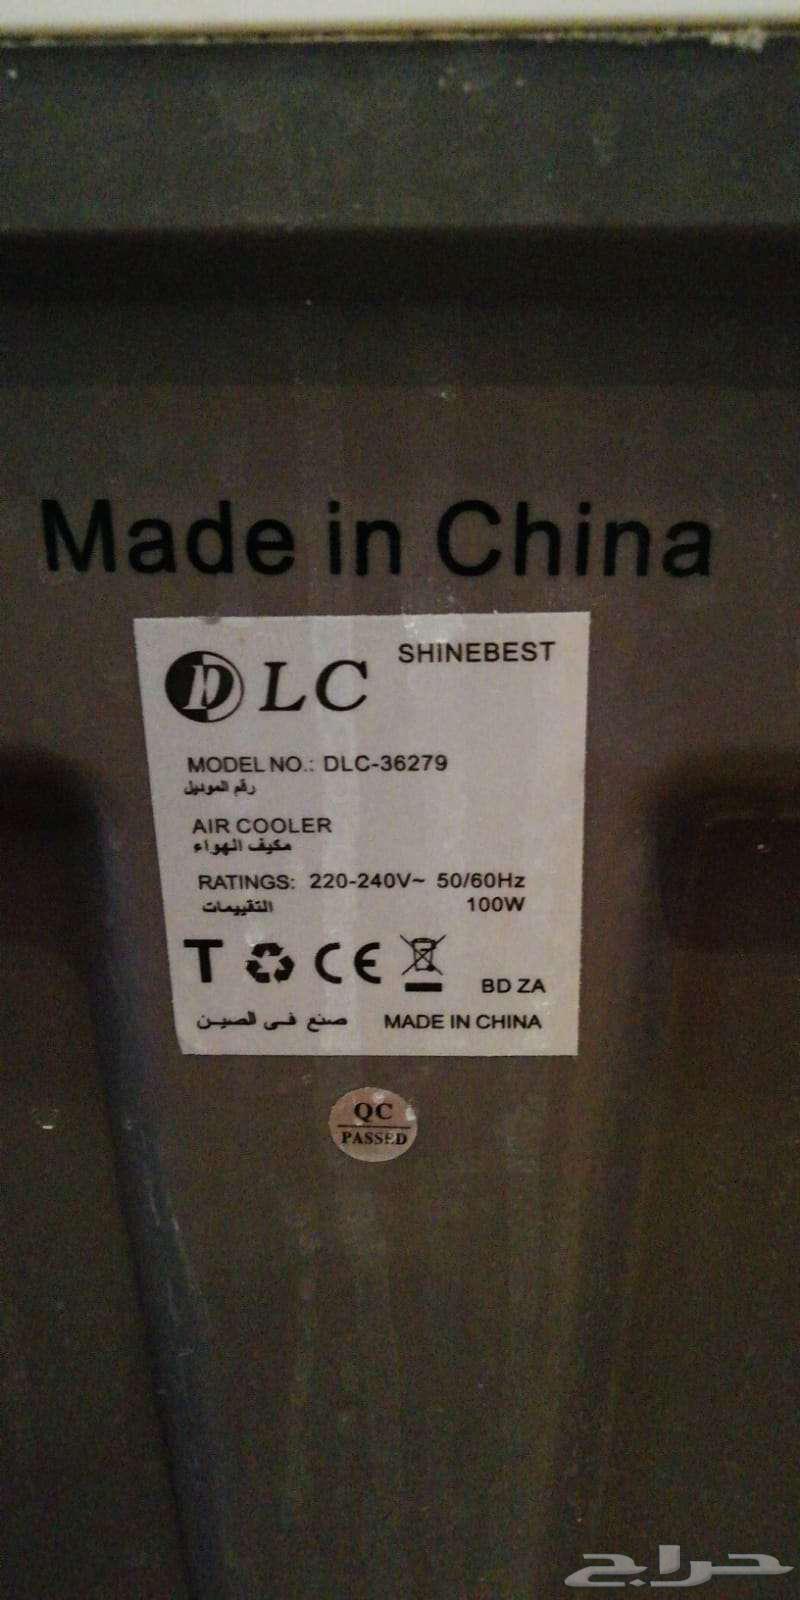 Made in China
DLC SHINEBEST
MODEL NO.: DLC-36279
رقم الموديل
AIR COOLER
مكيف الهواء
RATINGS: 220-240V~ 50/60Hz
التقييمات 100W
T CE
BD ZA
صنع في الصين MADE IN CHINA
QC
PASSED
حراج